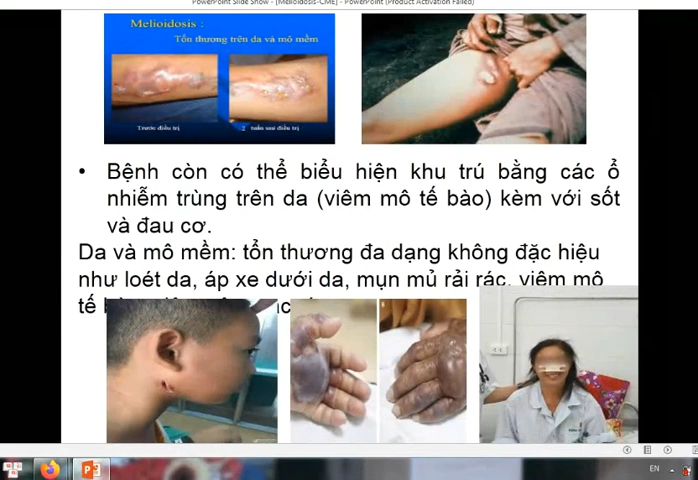 PowerPoint Slide Show - [Melioidosis-CME] - PowerPoint (Product Activation Failed)
Melioidosis :
Tổn thương trên da và mô mềm
Trước điều trị
2 tuần sau điều trị
• Bệnh còn có thể biểu hiện khu trú bằng các ổ
nhiễm trùng trên da (viêm mô tế bào) kèm với sốt
và đau cơ.
Da và mô mềm: tổn thương đa dạng không đặc hiệu
như loét da, áp xe dưới da, mụn mủ rải rác, viêm mô
tế
EN